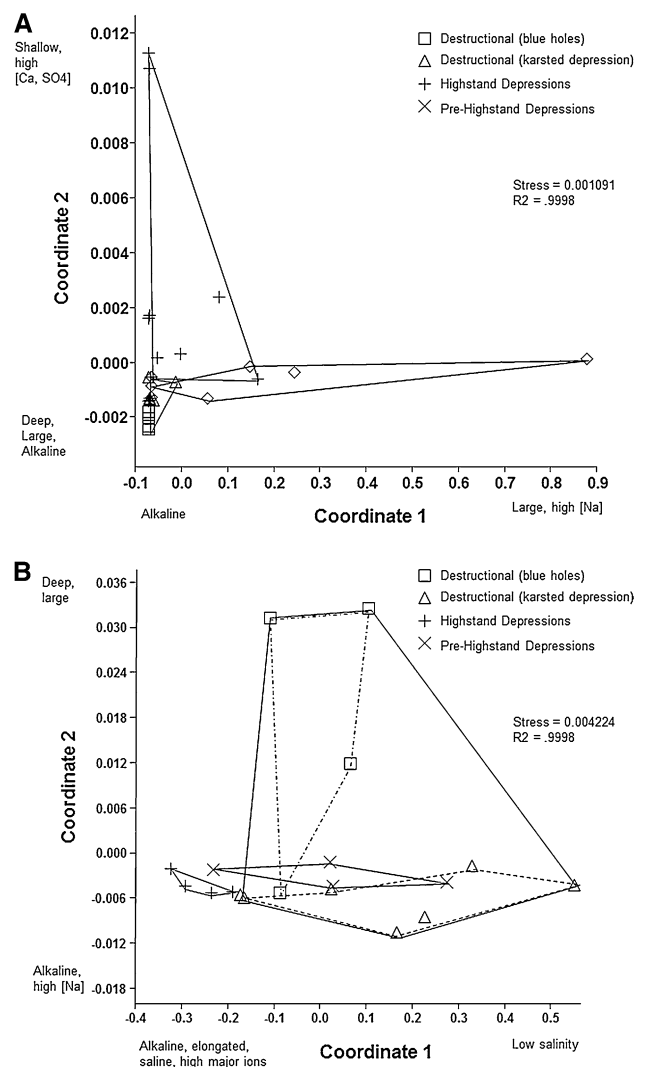 A
Shallow,
high
[Ca, SO4]
Destructional (blue holes)
Destructional (karsted depression)
Highstand Depressions
Pre-Highstand Depressions
Stress = 0.001091
R2 = .9998
0.012
0.010
0.008
0.006
0.004
0.002
0.000
-0.002
Coordinate 2
Deep,
Large,
Alkaline
-0.1 0.0 0.1 0.2 0.3 0.4 0.5 0.6 0.7 0.8 0.9
Alkaline
Coordinate 1
Large, high [Na]
B
Deep,
large
Destructional (blue holes)
Destructional (karsted depression)
Highstand Depressions
Pre-Highstand Depressions
Stress = 0.004224
R2 = .9998
0.036
0.030
0.024
0.018
0.012
0.006
0.000
-0.006
-0.012
-0.018
Coordinate 2
Alkaline,
high [Na]
-0.4 -0.3 -0.2 -0.1 0.0 0.1 0.2 0.3 0.4 0.5
Alkaline, elongated,
saline, high major ions
Coordinate 1
Low salinity